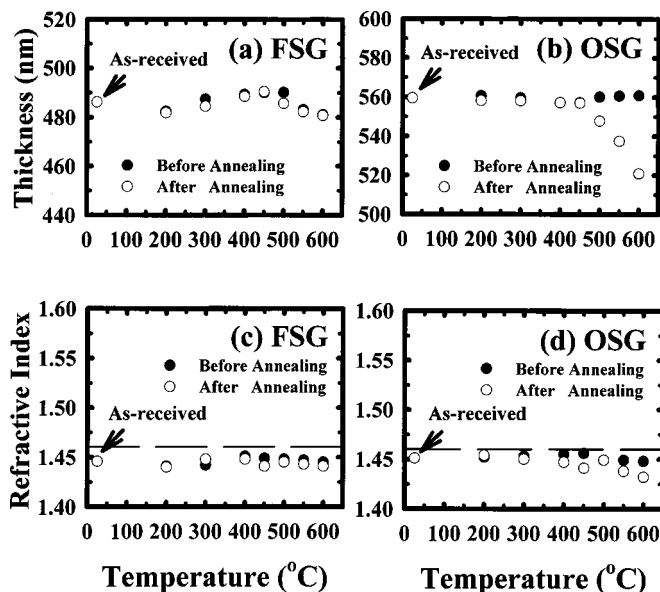 (a) FSG
As-received
Before Annealing
After Annealing
Thickness (nm)
520
500
480
460
440
0 100 200 300 400 500 600
(b) OSG
As-received
Before Annealing
After Annealing
600
580
560
540
520
500
0 100 200 300 400 500 600
(c) FSG
Before Annealing
After Annealing
As-received
Refractive Index
1.60
1.55
1.50
1.45
1.40
0 100 200 300 400 500 600
Temperature (°C)
(d) OSG
Before Annealing
After Annealing
As-received
1.60
1.55
1.50
1.45
1.40
0 100 200 300 400 500 600
Temperature (°C)